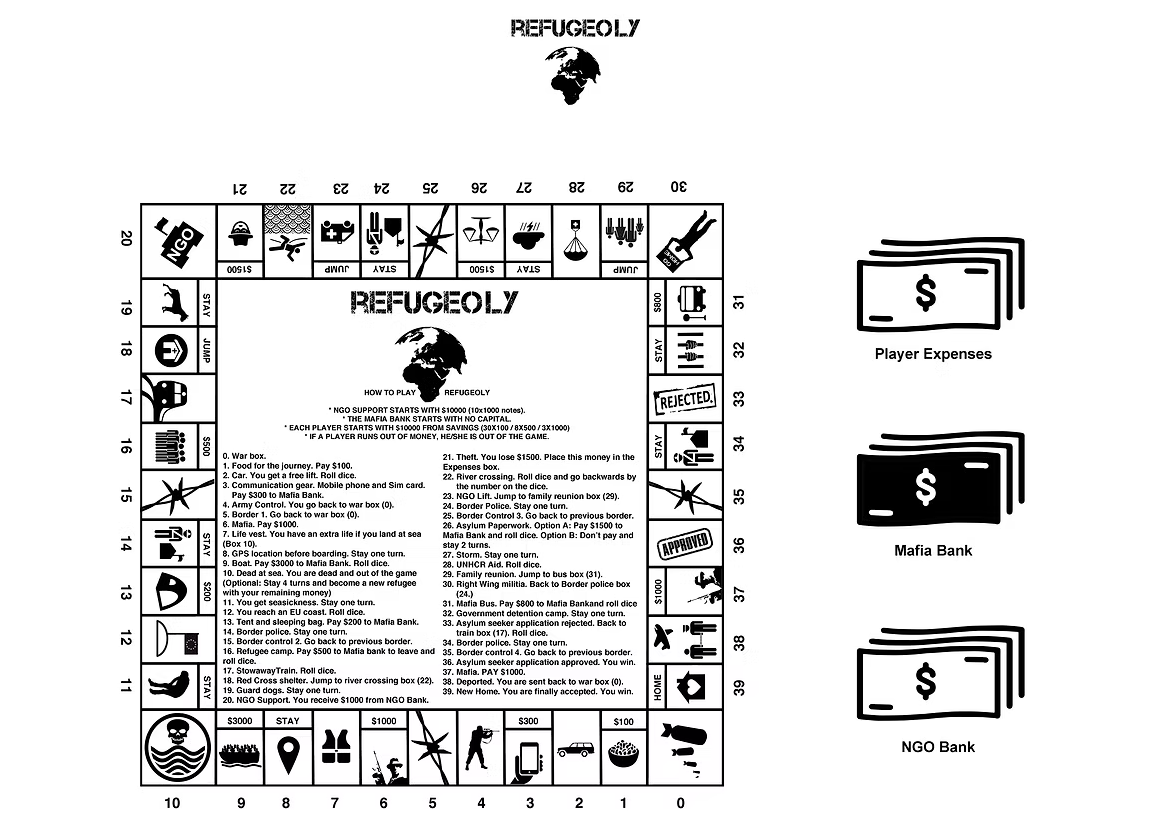 REFUGEOLY
21 22 23 24 25 26 27 28 29 30
20
NGO
$1500
JUMP
STAY
$1500
STAY
JUMP
19
STAY
18
JUMP
17
16
$500
15
14
STAY
13
$200
12
11
STAY
REFUGEOLY
HOW TO PLAY REFUGEOLY
* NGO SUPPORT STARTS WITH $10000 (10x1000 notes).
* THE MAFIA BANK STARTS WITH NO CAPITAL.
* EACH PLAYER STARTS WITH $10000 FROM SAVINGS (30X100 / 8X500 / 3X1000)
* IF A PLAYER RUNS OUT OF MONEY, HE/SHE IS OUT OF THE GAME.
0. War box.
1. Food for the journey. Pay $100.
2. Car. You get a free lift. Roll dice.
3. Communication gear. Mobile phone and Sim card.
Pay $300 to Mafia Bank.
4. Army Control. You go back to war box (0).
5. Border 1. Go back to war box (0).
6. Mafia. Pay $1000.
7. Life vest. You have an extra life if you land at sea
(Box 10).
8. GPS location before boarding. Stay one turn.
9. Boat. Pay $3000 to Mafia Bank. Roll dice.
10. Dead at sea. You are dead and out of the game
(Optional: Stay 4 turns and become a new refugee
with your remaining money)
11. You get seasickness. Stay one turn.
12. You reach an EU coast. Roll dice.
13. Tent and sleeping bag. Pay $200 to Mafia Bank.
14. Border police. Stay one turn.
15. Border control 2. Go back to previous border.
16. Refugee camp. Pay $500 to Mafia bank to leave and
roll dice.
17. StowawayTrain. Roll dice.
18. Red Cross shelter. Jump to river crossing box (22).
19. Guard dogs. Stay one turn.
20. NGO Support. You receive $1000 from NGO Bank.
21. Theft. You lose $1500. Place this money in the
Expenses box.
22. River crossing. Roll dice and go backwards by
the number on the dice.
23. NGO Lift. Jump to family reunion box (29).
24. Border Police. Stay one turn.
25. Border Control 3. Go back to previous border.
26. Asylum Paperwork. Option A: Pay $1500 to
Mafia Bank and roll dice. Option B: Don't pay and
stay 2 turns.
27. Storm. Stay one turn.
28. UNHCR Aid. Roll dice.
29. Family reunion. Jump to bus box (31).
30. Right Wing militia. Back to Border police box
(24.)
31. Mafia Bus. Pay $800 to Mafia Bankand roll dice
32. Government detention camp. Stay one turn.
33. Asylum seeker application rejected. Back to
train box (17). Roll dice.
34. Border police. Stay one turn.
35. Border control 4. Go back to previous border.
36. Asylum seeker application approved. You win.
37. Mafia. PAY $1000.
38. Deported. You are sent back to war box (0).
39. New Home. You are finally accepted. You win.
$800
31
STAY
32
REJECTED.
33
STAY
34
35
APPROVED
36
$1000
37
38
HOME
39
$3000
STAY
$1000
$300
$100
10 9 8 7 6 5 4 3 2 1 0
Player Expenses
Mafia Bank
NGO Bank
$
$
$